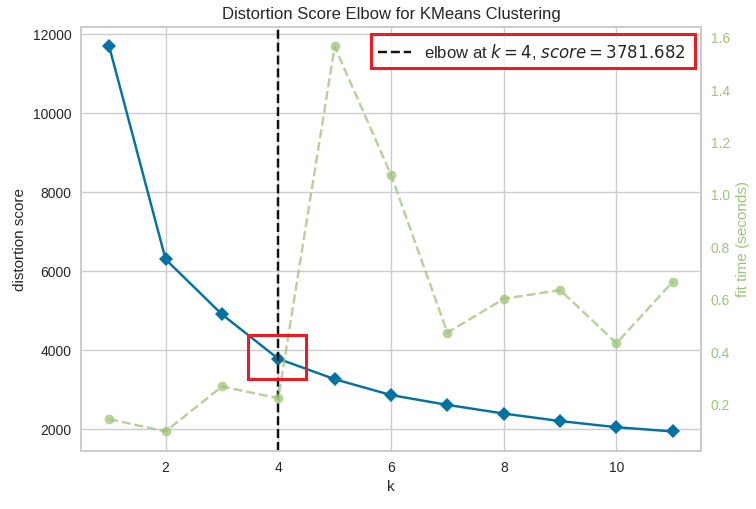 Distortion Score Elbow for KMeans Clustering
elbow at k = 4, score = 3781.682
distortion score
12000
10000
8000
6000
4000
2000
1.6
1.4
1.2
1.0
0.8
0.6
0.4
0.2
fit time (seconds)
2 4 6 8 10
k